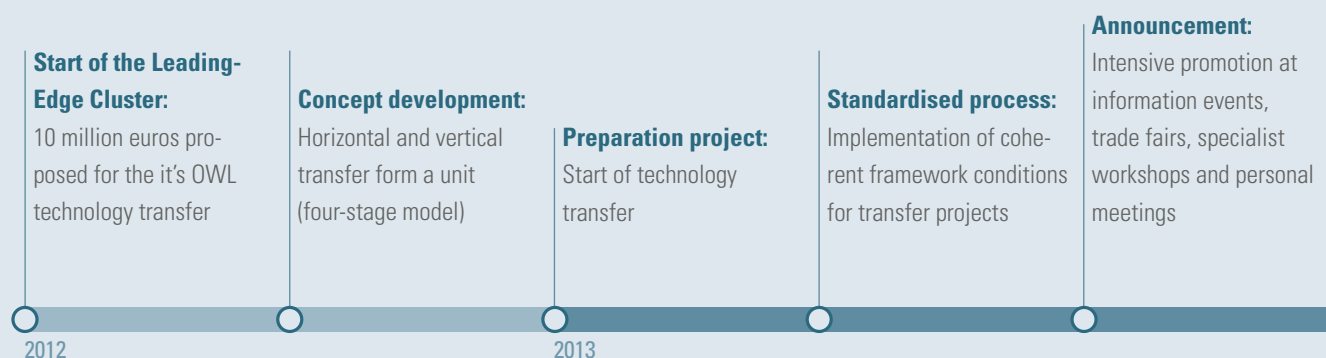 Start of the Leading-
Edge Cluster:
10 million euros pro-
posed for the it's OWL
technology transfer
Concept development:
Horizontal and vertical
transfer form a unit
(four-stage model)
Preparation project:
Start of technology
transfer
Standardised process:
Implementation of cohe-
rent framework conditions
for transfer projects
Announcement:
Intensive promotion at
information events,
trade fairs, specialist
workshops and personal
meetings
2012
2013